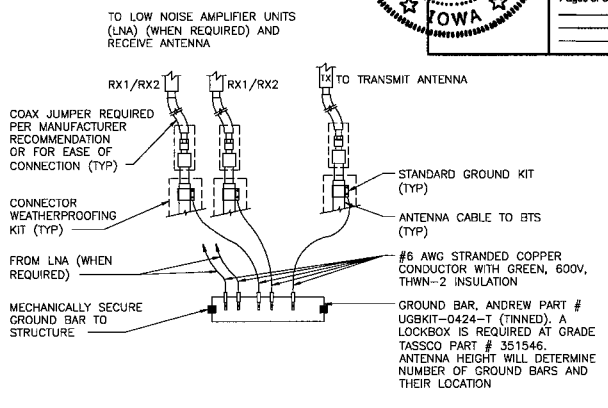 IOWA
TO LOW NOISE AMPLIFIER UNITS
(LNA) (WHEN REQUIRED) AND
RECEIVE ANTENNA
RX1/RX2
RX1/RX2
TX
TO TRANSMIT ANTENNA
COAX JUMPER REQUIRED
PER MANUFACTURER
RECOMMENDATION
OR FOR EASE OF
CONNECTION (TYP)
STANDARD GROUND KIT
(TYP)
CONNECTOR
WEATHERPROOFING
KIT (TYP)
ANTENNA CABLE TO BTS
(TYP)
FROM LNA (WHEN
REQUIRED)
#6 AWG STRANDED COPPER
CONDUCTOR WITH GREEN, 600V,
THWN-2 INSULATION
MECHANICALLY SECURE
GROUND BAR TO
STRUCTURE
GROUND BAR, ANDREW PART #
UGBKIT-0424-T (TINNED). A
LOCKBOX IS REQUIRED AT GRADE
TASSCO PART # 351546.
ANTENNA HEIGHT WILL DETERMINE
NUMBER OF GROUND BARS AND
THEIR LOCATION